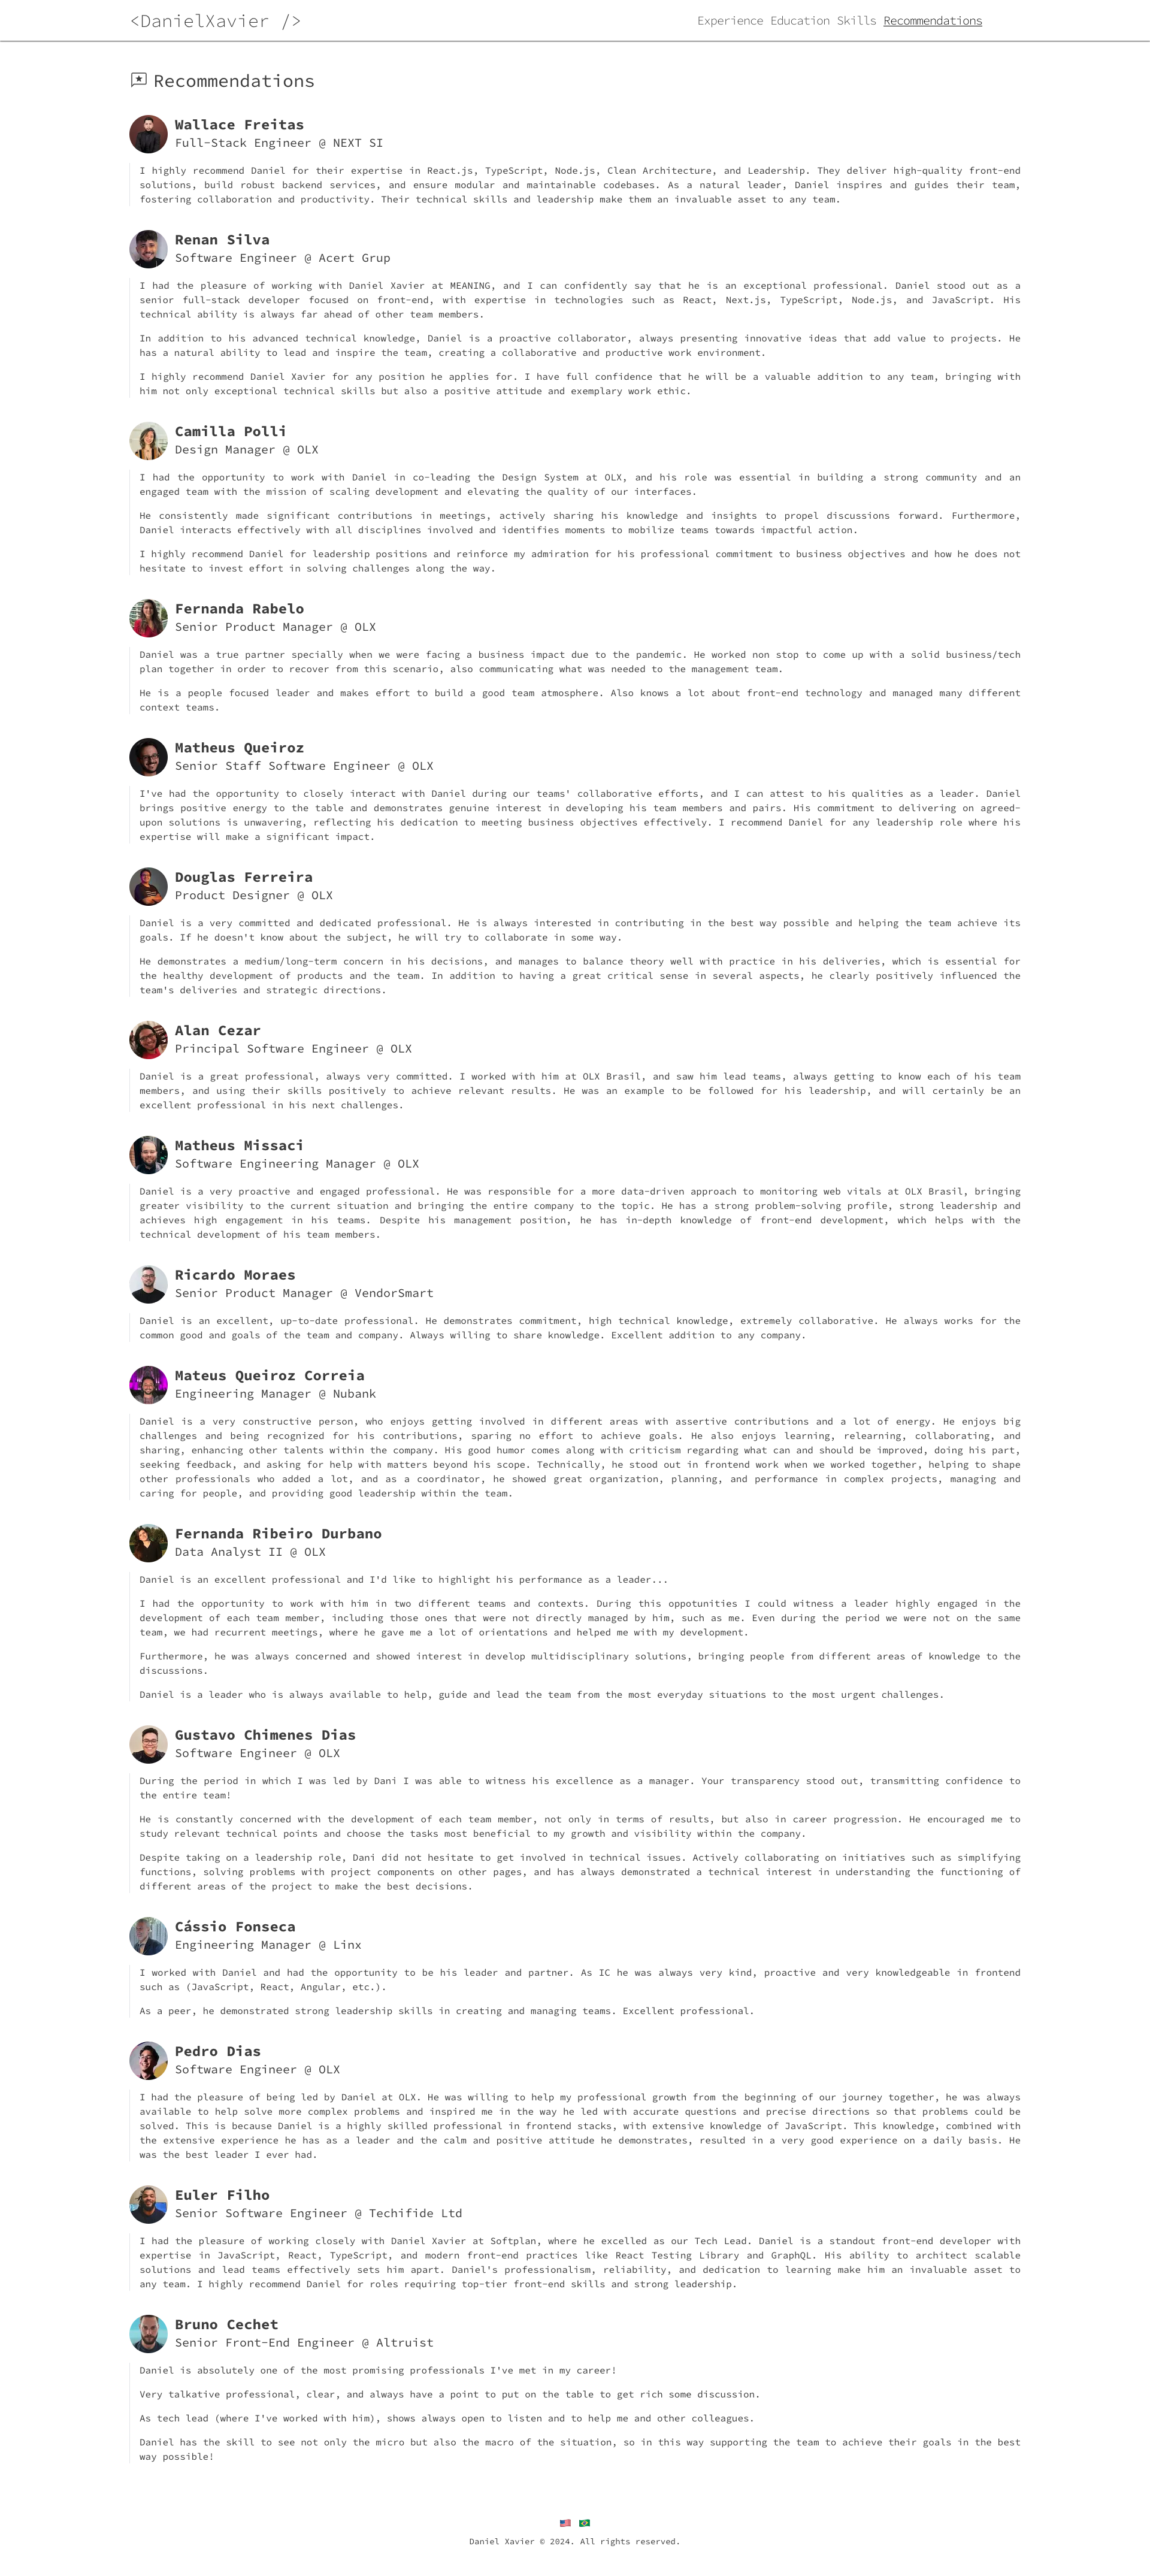 <DanielXavier />
Experience Education Skills Recommendations
Recommendations
Wallace Freitas
Full-Stack Engineer @ NEXT SI
I highly recommend Daniel for their expertise in React.js, TypeScript, Node.js, Clean Architecture, and Leadership. They deliver high-quality front-end
solutions, build robust backend services, and ensure modular and maintainable codebases. As a natural leader, Daniel inspires and guides their team,
fostering collaboration and productivity. Their technical skills and leadership make them an invaluable asset to any team.
Renan Silva
Software Engineer @ Acert Grup
I had the pleasure of working with Daniel Xavier at MEANING, and I can confidently say that he is an exceptional professional. Daniel stood out as a
senior full-stack developer focused on front-end, with expertise in technologies such as React, Next.js, TypeScript, Node.js, and JavaScript. His
technical ability is always far ahead of other team members.
In addition to his advanced technical knowledge, Daniel is a proactive collaborator, always presenting innovative ideas that add value to projects. He
has a natural ability to lead and inspire the team, creating a collaborative and productive work environment.
I highly recommend Daniel Xavier for any position he applies for. I have full confidence that he will be a valuable addition to any team, bringing with
him not only exceptional technical skills but also a positive attitude and exemplary work ethic.
Camilla Polli
Design Manager @ OLX
I had the opportunity to work with Daniel in co-leading the Design System at OLX, and his role was essential in building a strong community and an
engaged team with the mission of scaling development and elevating the quality of our interfaces.
He consistently made significant contributions in meetings, actively sharing his knowledge and insights to propel discussions forward. Furthermore,
Daniel interacts effectively with all disciplines involved and identifies moments to mobilize teams towards impactful action.
I highly recommend Daniel for leadership positions and reinforce my admiration for his professional commitment to business objectives and how he does not
hesitate to invest effort in solving challenges along the way.
Fernanda Rabelo
Senior Product Manager @ OLX
Daniel was a true partner specially when we were facing a business impact due to the pandemic. He worked non stop to come up with a solid business/tech
plan together in order to recover from this scenario, also communicating what was needed to the management team.
He is a people focused leader and makes effort to build a good team atmosphere. Also knows a lot about front-end technology and managed many different
context teams.
Matheus Queiroz
Senior Staff Software Engineer @ OLX
I've had the opportunity to closely interact with Daniel during our teams' collaborative efforts, and I can attest to his qualities as a leader. Daniel
brings positive energy to the table and demonstrates genuine interest in developing his team members and pairs. His commitment to delivering on agreed-
upon solutions is unwavering, reflecting his dedication to meeting business objectives effectively. I recommend Daniel for any leadership role where his
expertise will make a significant impact.
Douglas Ferreira
Product Designer @ OLX
Daniel is a very committed and dedicated professional. He is always interested in contributing in the best way possible and helping the team achieve its
goals. If he doesn't know about the subject, he will try to collaborate in some way.
He demonstrates a medium/long-term concern in his decisions, and manages to balance theory well with practice in his deliveries, which is essential for
the healthy development of products and the team. In addition to having a great critical sense in several aspects, he clearly positively influenced the
team's deliveries and strategic directions.
Alan Cezar
Principal Software Engineer @ OLX
Daniel is a great professional, always very committed. I worked with him at OLX Brasil, and saw him lead teams, always getting to know each of his team
members, and using their skills positively to achieve relevant results. He was an example to be followed for his leadership, and will certainly be an
excellent professional in his next challenges.
Matheus Missaci
Software Engineering Manager @ OLX
Daniel is a very proactive and engaged professional. He was responsible for a more data-driven approach to monitoring web vitals at OLX Brasil, bringing
greater visibility to the current situation and bringing the entire company to the topic. He has a strong problem-solving profile, strong leadership and
achieves high engagement in his teams. Despite his management position, he has in-depth knowledge of front-end development, which helps with the
technical development of his team members.
Ricardo Moraes
Senior Product Manager @ VendorSmart
Daniel is an excellent, up-to-date professional. He demonstrates commitment, high technical knowledge, extremely collaborative. He always works for the
common good and goals of the team and company. Always willing to share knowledge. Excellent addition to any company.
Mateus Queiroz Correia
Engineering Manager @ Nubank
Daniel is a very constructive person, who enjoys getting involved in different areas with assertive contributions and a lot of energy. He enjoys big
challenges and being recognized for his contributions, sparing no effort to achieve goals. He also enjoys learning, relearning, collaborating, and
sharing, enhancing other talents within the company. His good humor comes along with criticism regarding what can and should be improved, doing his part,
seeking feedback, and asking for help with matters beyond his scope. Technically, he stood out in frontend work when we worked together, helping to shape
other professionals who added a lot, and as a coordinator, he showed great organization, planning, and performance in complex projects, managing and
caring for people, and providing good leadership within the team.
Fernanda Ribeiro Durbano
Data Analyst II @ OLX
Daniel is an excellent professional and I'd like to highlight his performance as a leader...
I had the opportunity to work with him in two different teams and contexts. During this oppotunities I could witness a leader highly engaged in the
development of each team member, including those ones that were not directly managed by him, such as me. Even during the period we were not on the same
team, we had recurrent meetings, where he gave me a lot of orientations and helped me with my development.
Furthermore, he was always concerned and showed interest in develop multidisciplinary solutions, bringing people from different areas of knowledge to the
discussions.
Daniel is a leader who is always available to help, guide and lead the team from the most everyday situations to the most urgent challenges.
Gustavo Chimenes Dias
Software Engineer @ OLX
During the period in which I was led by Dani I was able to witness his excellence as a manager. Your transparency stood out, transmitting confidence to
the entire team!
He is constantly concerned with the development of each team member, not only in terms of results, but also in career progression. He encouraged me to
study relevant technical points and choose the tasks most beneficial to my growth and visibility within the company.
Despite taking on a leadership role, Dani did not hesitate to get involved in technical issues. Actively collaborating on initiatives such as simplifying
functions, solving problems with project components on other pages, and has always demonstrated a technical interest in understanding the functioning of
different areas of the project to make the best decisions.
Cássio Fonseca
Engineering Manager @ Linx
I worked with Daniel and had the opportunity to be his leader and partner. As IC he was always very kind, proactive and very knowledgeable in frontend
such as (JavaScript, React, Angular, etc.).
As a peer, he demonstrated strong leadership skills in creating and managing teams. Excellent professional.
Pedro Dias
Software Engineer @ OLX
I had the pleasure of being led by Daniel at OLX. He was willing to help my professional growth from the beginning of our journey together, he was always
available to help solve more complex problems and inspired me in the way he led with accurate questions and precise directions so that problems could be
solved. This is because Daniel is a highly skilled professional in frontend stacks, with extensive knowledge of JavaScript. This knowledge, combined with
the extensive experience he has as a leader and the calm and positive attitude he demonstrates, resulted in a very good experience on a daily basis. He
was the best leader I ever had.
Euler Filho
Senior Software Engineer @ Techifide Ltd
I had the pleasure of working closely with Daniel Xavier at Softplan, where he excelled as our Tech Lead. Daniel is a standout front-end developer with
expertise in JavaScript, React, TypeScript, and modern front-end practices like React Testing Library and GraphQL. His ability to architect scalable
solutions and lead teams effectively sets him apart. Daniel's professionalism, reliability, and dedication to learning make him an invaluable asset to
any team. I highly recommend Daniel for roles requiring top-tier front-end skills and strong leadership.
Bruno Cechet
Senior Front-End Engineer @ Altruist
Daniel is absolutely one of the most promising professionals I've met in my career!
Very talkative professional, clear, and always have a point to put on the table to get rich some discussion.
As tech lead (where I've worked with him), shows always open to listen and to help me and other colleagues.
Daniel has the skill to see not only the micro but also the macro of the situation, so in this way supporting the team to achieve their goals in the best
way possible!
Daniel Xavier © 2024. All rights reserved.